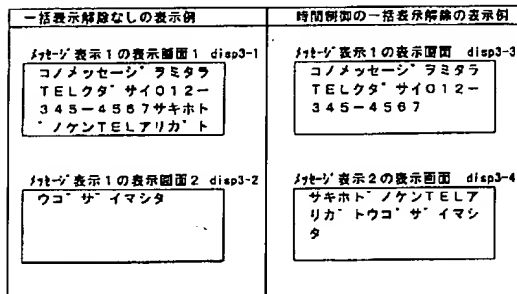 一括表示解除なしの表示例
メッセージ表示1の表示画面1 disp3-1
コノメッセージ゛ヲミタラ
TELクタ゛サイ012-
345-4567サキホト
゛ノケンTELアリカ゛ト
メッセージ表示1の表示画面2 disp3-2
ウコ゛サ゛イマシタ
時間制御の一括表示解除の表示例
メッセージ表示1の表示画面 disp3-3
コノメッセージ゛ヲミタラ
TELクタ゛サイ012-
345-4567
メッセージ表示2の表示画面 disp3-4
サキホト゛ノケンTELア
リカ゛トウコ゛サ゛イマシ
タ